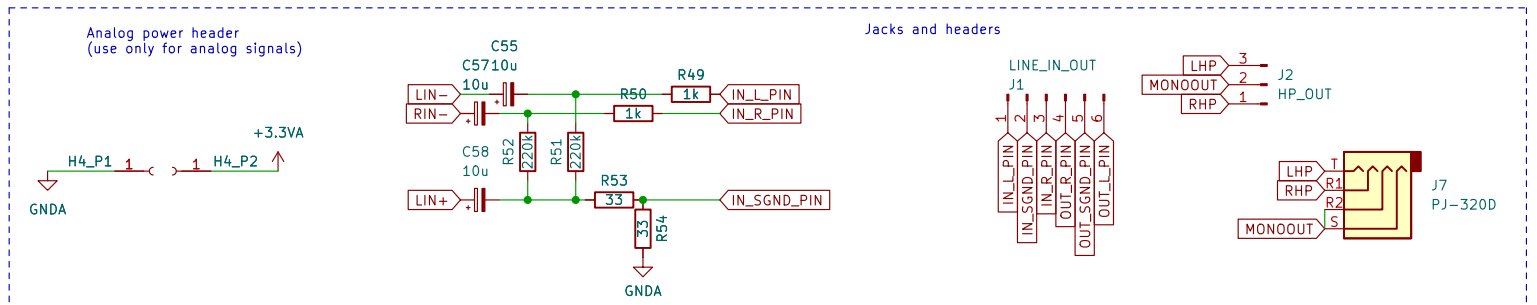 Analog power header
(use only for analog signals)
H4_P1
1
1
H4_P2
+3.3VA
GNDA
C55
C57
10u
10u
LIN-
RIN-
+
+
R49
1k
R50
1k
IN_L_PIN
IN_R_PIN
R52
220k
R51
220k
C58
10u
LIN+
+
R53
33
IN_SGND_PIN
33
R54
GNDA
Jacks and headers
LINE_IN_OUT
J1
1
2
3
4
5
6
IN_L_PIN
IN_SGND_PIN
IN_R_PIN
OUT_R_PIN
OUT_SGND_PIN
OUT_L_PIN
LHP
3
MONOOUT
2
RHP
1
J2
HP_OUT
LHP
T
RHP
R1
R2
MONOOUT
S
J7
PJ-320D